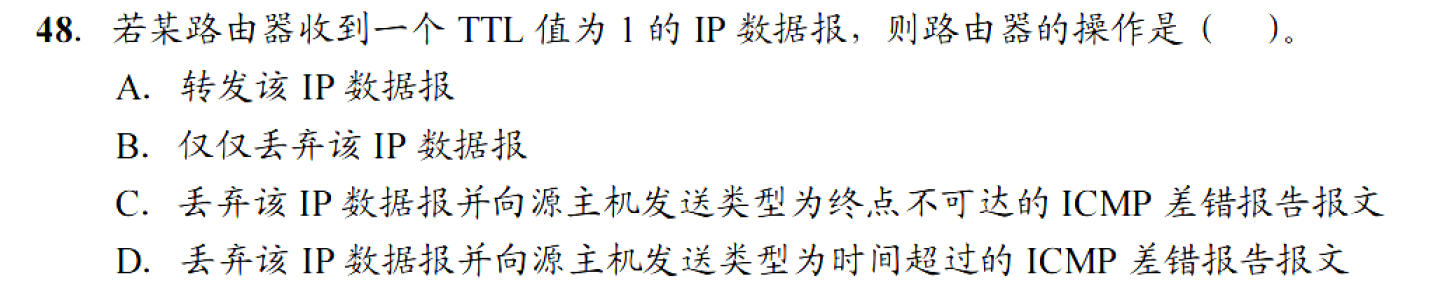 48. 若某路由器收到一个 TTL 值为 1 的 IP 数据报，则路由器的操作是（ ）。
A. 转发该 IP 数据报
B. 仅仅丢弃该 IP 数据报
C. 丢弃该 IP 数据报并向源主机发送类型为终点不可达的 ICMP 差错报告报文
D. 丢弃该 IP 数据报并向源主机发送类型为时间超过的 ICMP 差错报告报文